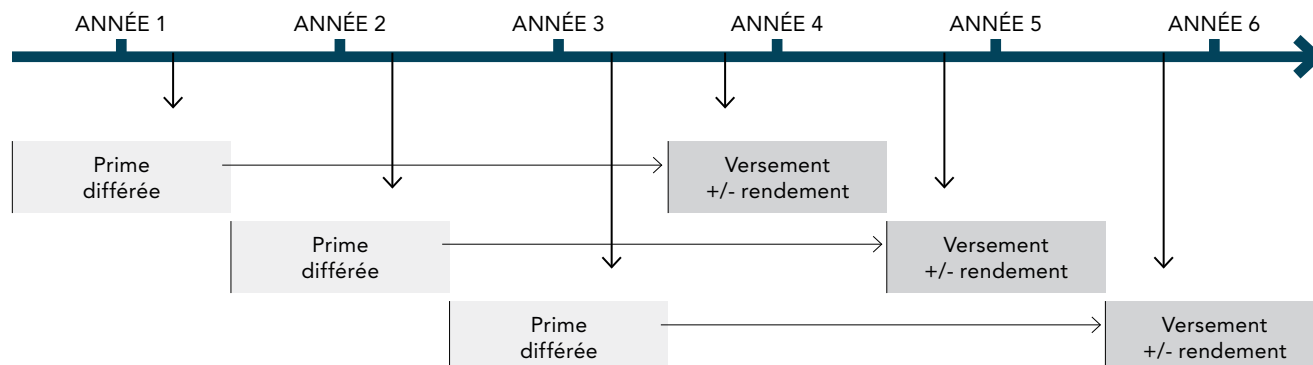 ANNÉE 1
ANNÉE 2
ANNÉE 3
ANNÉE 4
ANNÉE 5
ANNÉE 6
Prime
différée
Versement
+/- rendement
Prime
différée
Versement
+/- rendement
Prime
différée
Versement
+/- rendement